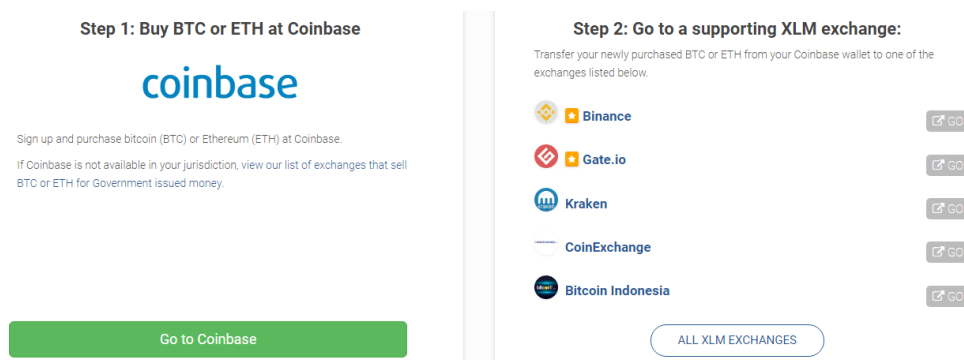 Step 1: Buy BTC or ETH at Coinbase
coinbase
Sign up and purchase bitcoin (BTC) or Ethereum (ETH) at Coinbase.
If Coinbase is not available in your jurisdiction, view our list of exchanges that sell
BTC or ETH for Government issued money.
Go to Coinbase
Step 2: Go to a supporting XLM exchange:
Transfer your newly purchased BTC or ETH from your Coinbase wallet to one of the
exchanges listed below.
Binance
GO
Gate.io
GO
Kraken
GO
CoinExchange
GO
Bitcoin Indonesia
GO
ALL XLM EXCHANGES